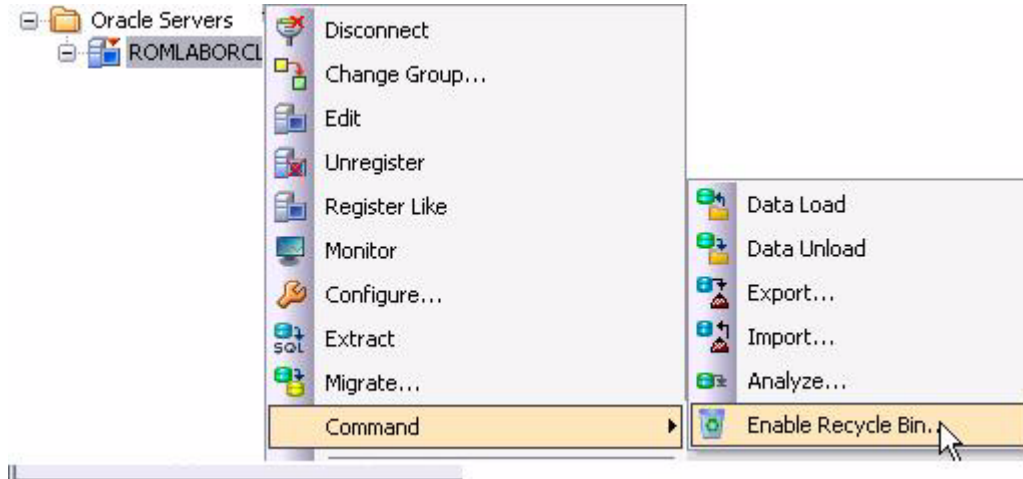 Oracle Servers
ROMLABORCL
Disconnect
Change Group...
Edit
Unregister
Register Like
Monitor
Configure...
SQL Extract
Migrate...
Command
Data Load
Data Unload
Export...
Import...
Analyze...
Enable Recycle Bin..